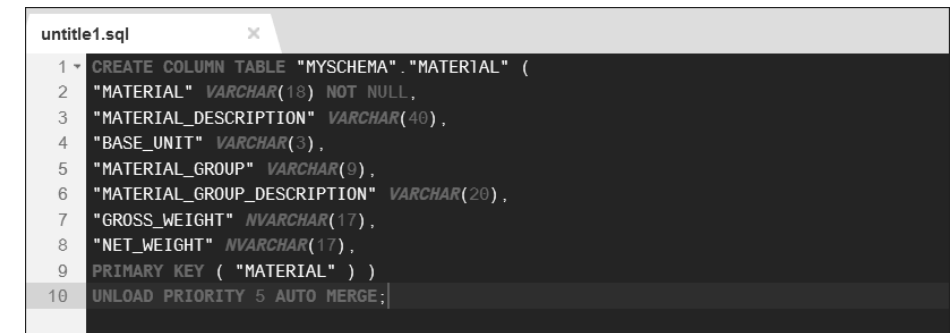 untitle1.sql ×
1 CREATE COLUMN TABLE "MYSCHEMA"."MATERIAL" (
2 "MATERIAL" VARCHAR(18) NOT NULL,
3 "MATERIAL_DESCRIPTION" VARCHAR(40),
4 "BASE_UNIT" VARCHAR(3),
5 "MATERIAL_GROUP" VARCHAR(9),
6 "MATERIAL_GROUP_DESCRIPTION" VARCHAR(20),
7 "GROSS_WEIGHT" NVARCHAR(17),
8 "NET_WEIGHT" NVARCHAR(17),
9 PRIMARY KEY ( "MATERIAL" ) )
10 UNLOAD PRIORITY 5 AUTO MERGE;